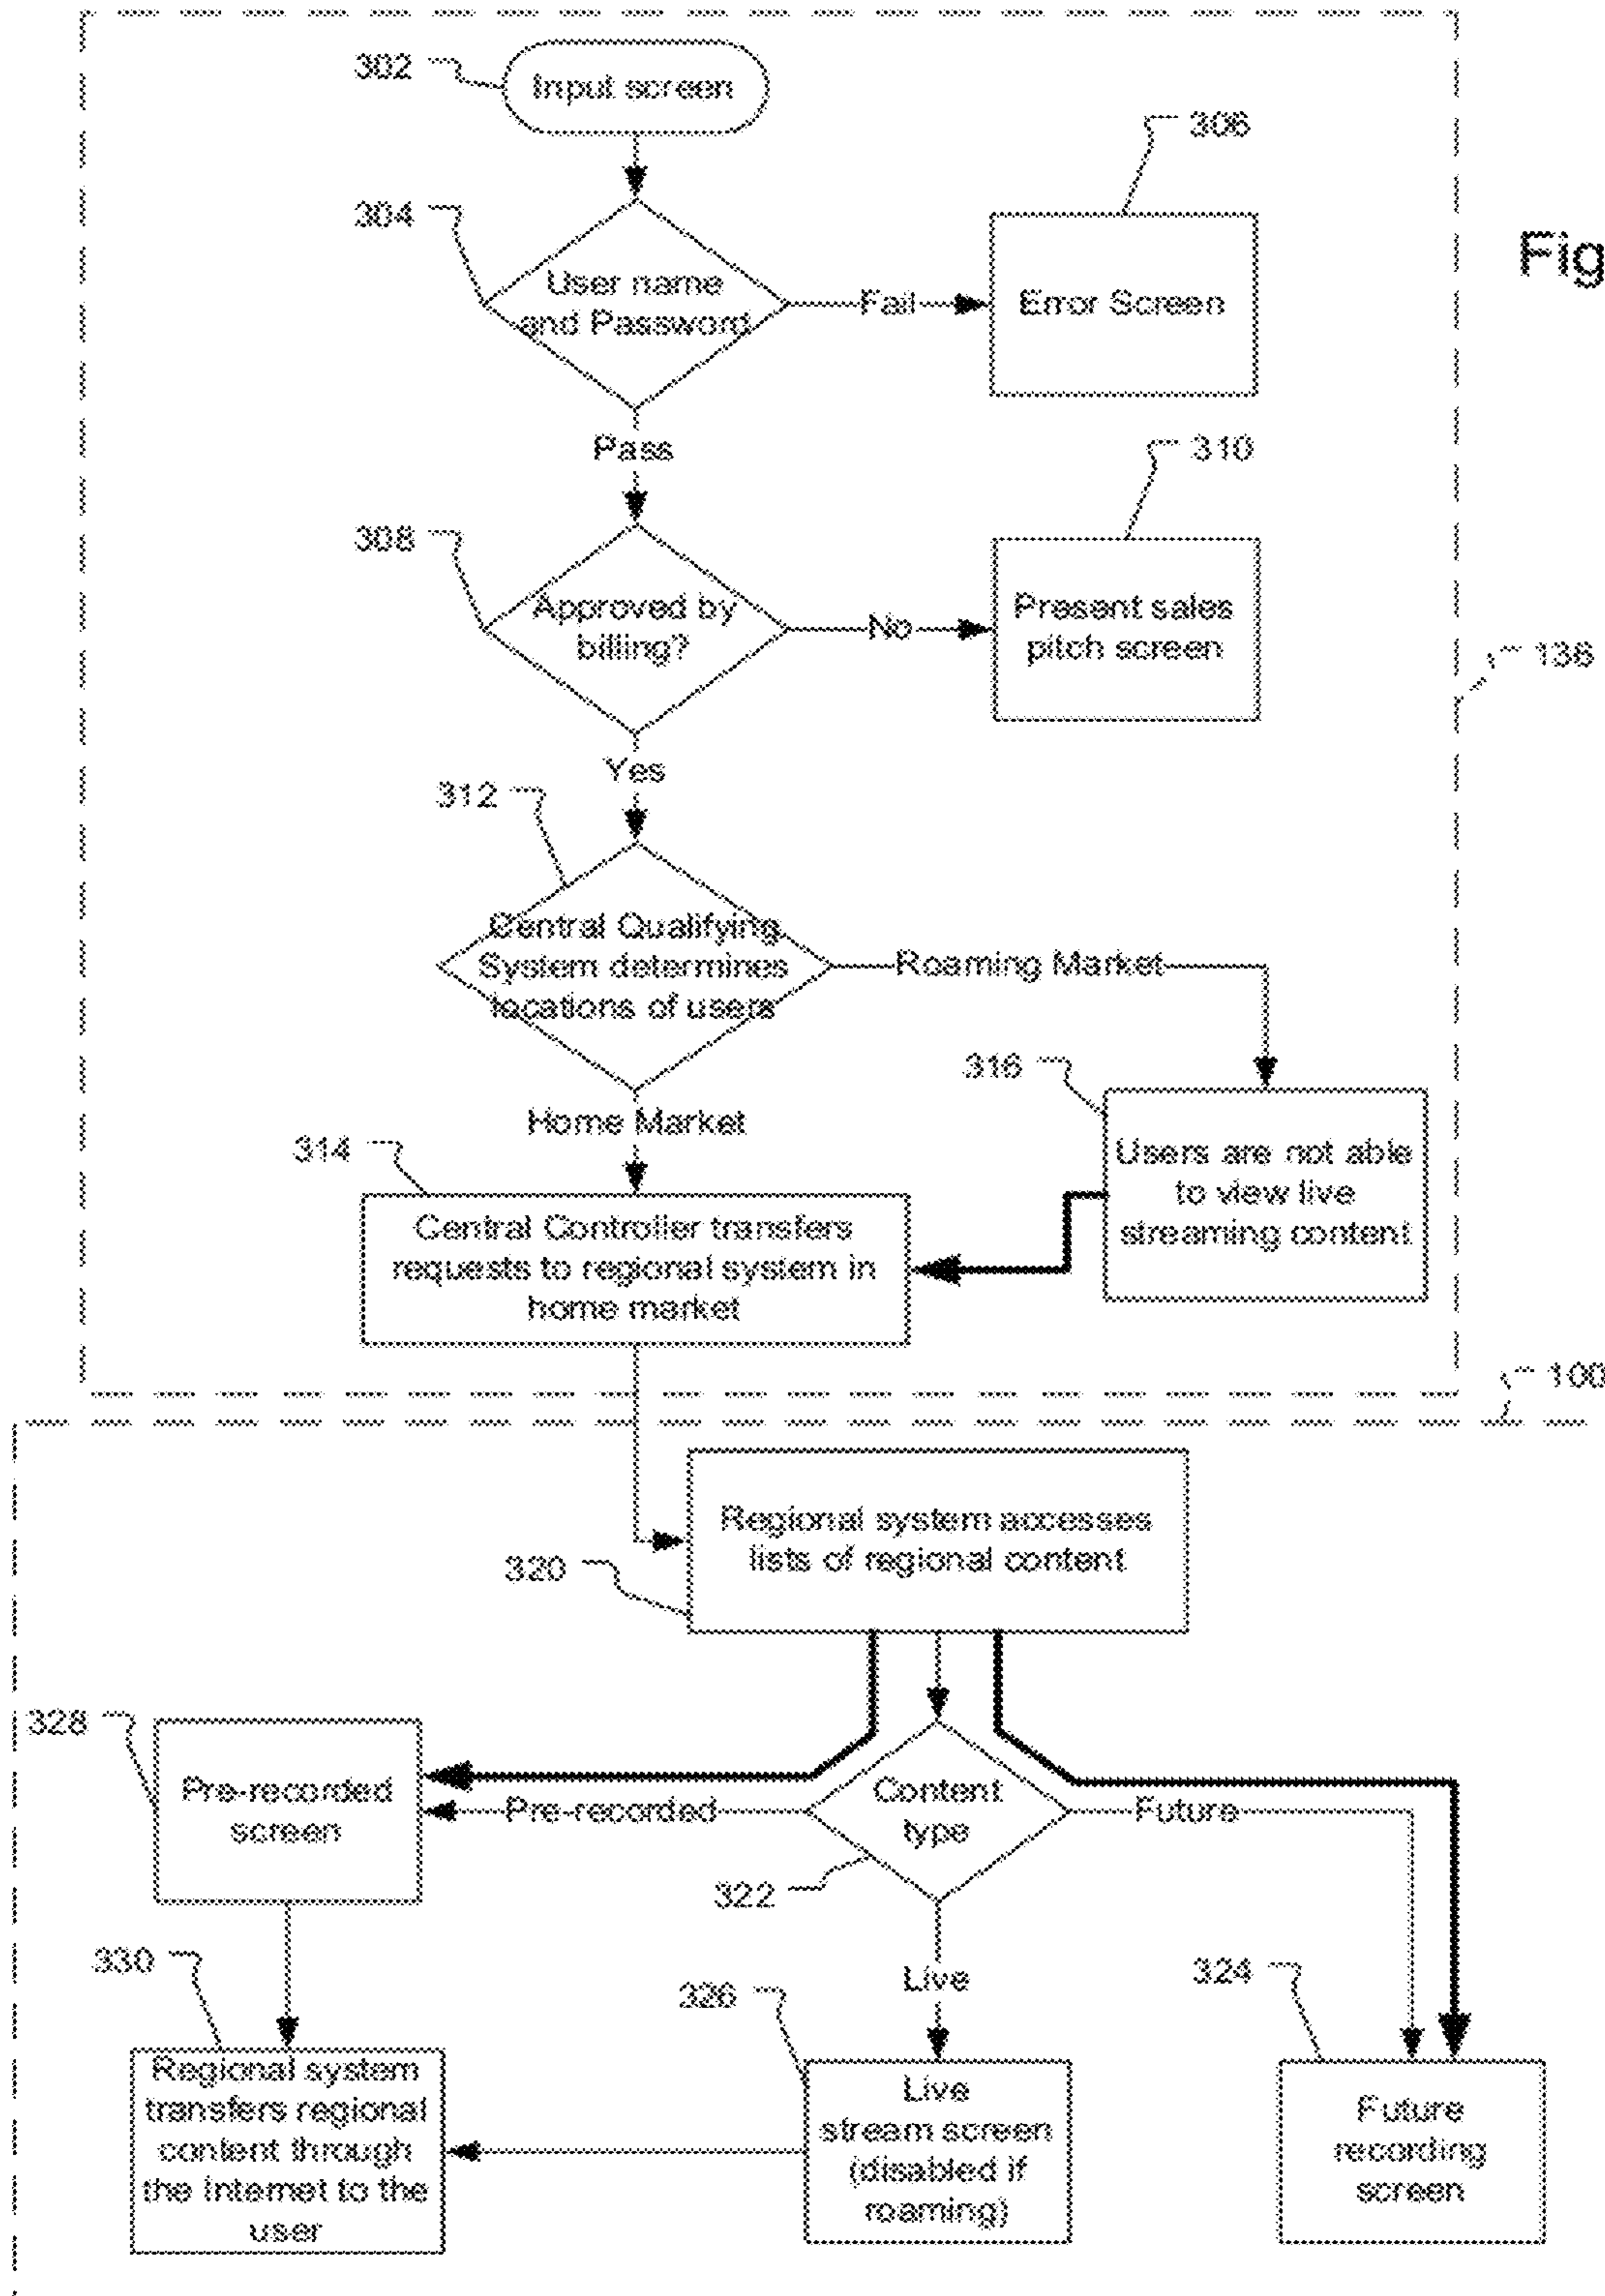 302
Input screen
306
304
User name
and Password
Fail
Error Screen
Fig
Pass
310
308
Approved by
billing?
No
Present sales
pitch screen
136
Yes
312
Central Qualifying
System determines
locations of users
Roaming Market
316
Home Market
314
Users are not able
to view live
streaming content
Central Controller transfers
requests to regional system in
home market
100
Regional system accesses
lists of regional content
320
328
Pre-recorded
screen
Pre-recorded
Content
type
Future
322
330
Live
326
324
Regional system
transfers regional
content through
the Internet to the
user
Live
stream screen
(disabled if
roaming)
Future
recording
screen